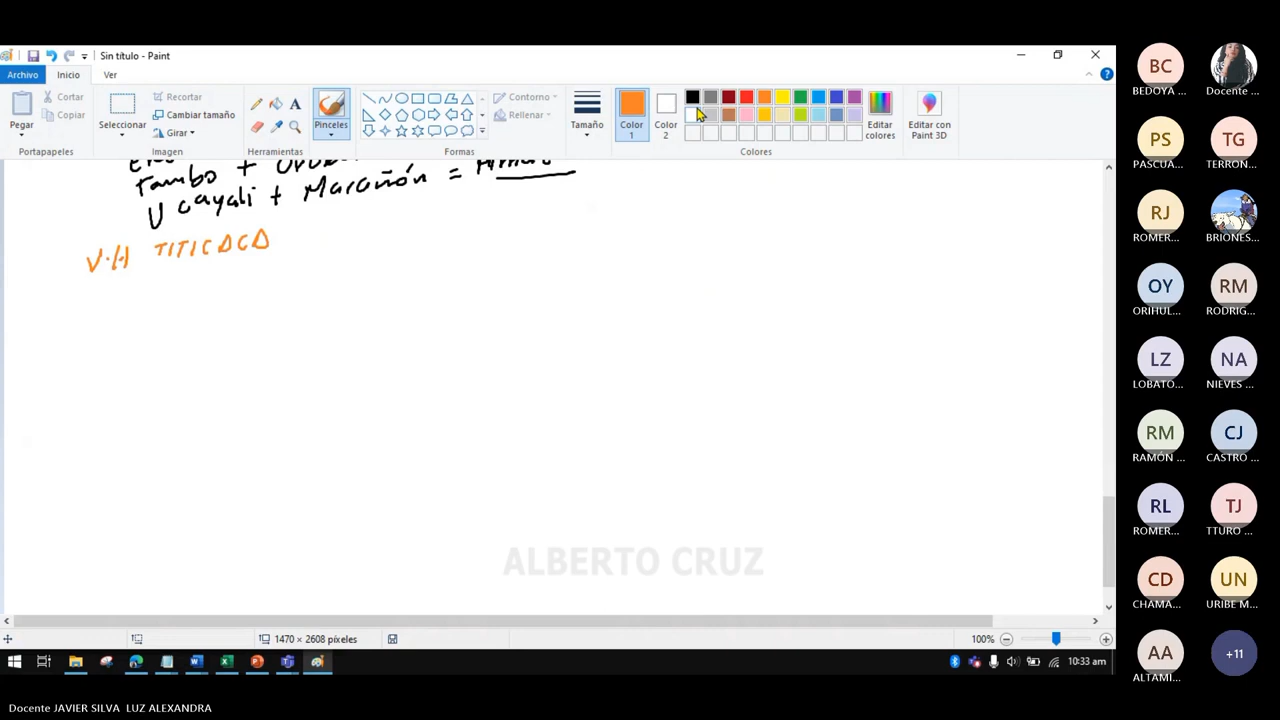 Sin título - Paint
Archivo Inicio Ver
Pegar
Cortar
Copiar
Portapapeles
Seleccionar
Recortar
Cambiar tamaño
Girar
Imagen
A
Herramientas
Pinceles
Contorno
Rellenar
Formas
Tamaño
Color 1
Color 2
Editar colores
Editar con Paint 3D
Colores
Tambo +
Ucayali + Marañón =
V.H TITICACA
ALBERTO CRUZ
1470 × 2608 píxeles
100%
10:33 am
BC
BEDOYA ...
Docente ...
PS
PASCUA...
TG
TERRON...
RJ
ROMER...
BRIONES...
OY
ORIHUL...
RM
RODRIG...
LZ
LOBATO...
NA
NIEVES ...
RM
RAMÓN ...
CJ
CASTRO ...
RL
ROMER...
TJ
TTURO ...
CD
CHAMA...
UN
URIBE M...
AA
ALTAMI...
+11
Docente JAVIER SILVA LUZ ALEXANDRA